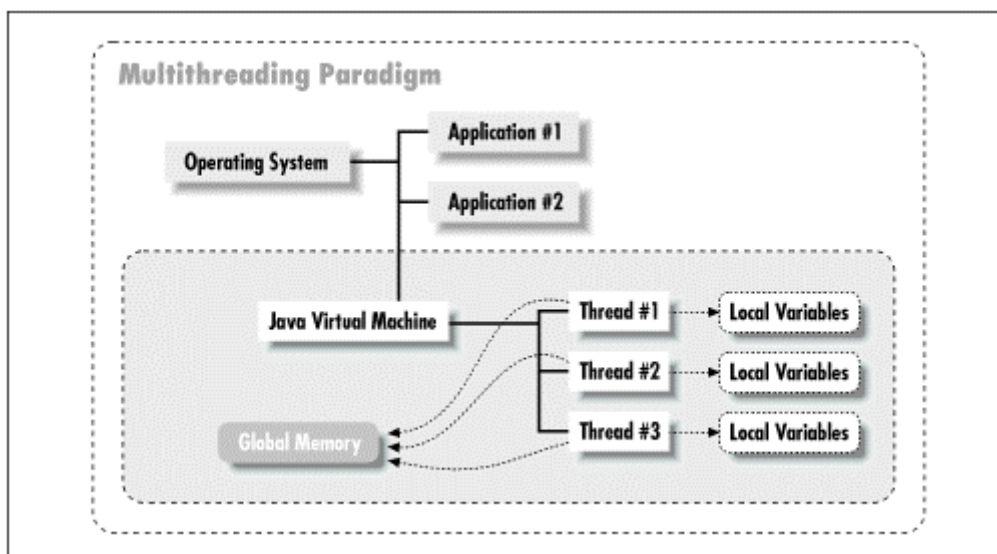 Multithreading Paradigm
Application #1
Operating System
Application #2
Java Virtual Machine
Thread #1
Local Variables
Thread #2
Local Variables
Global Memory
Thread #3
Local Variables